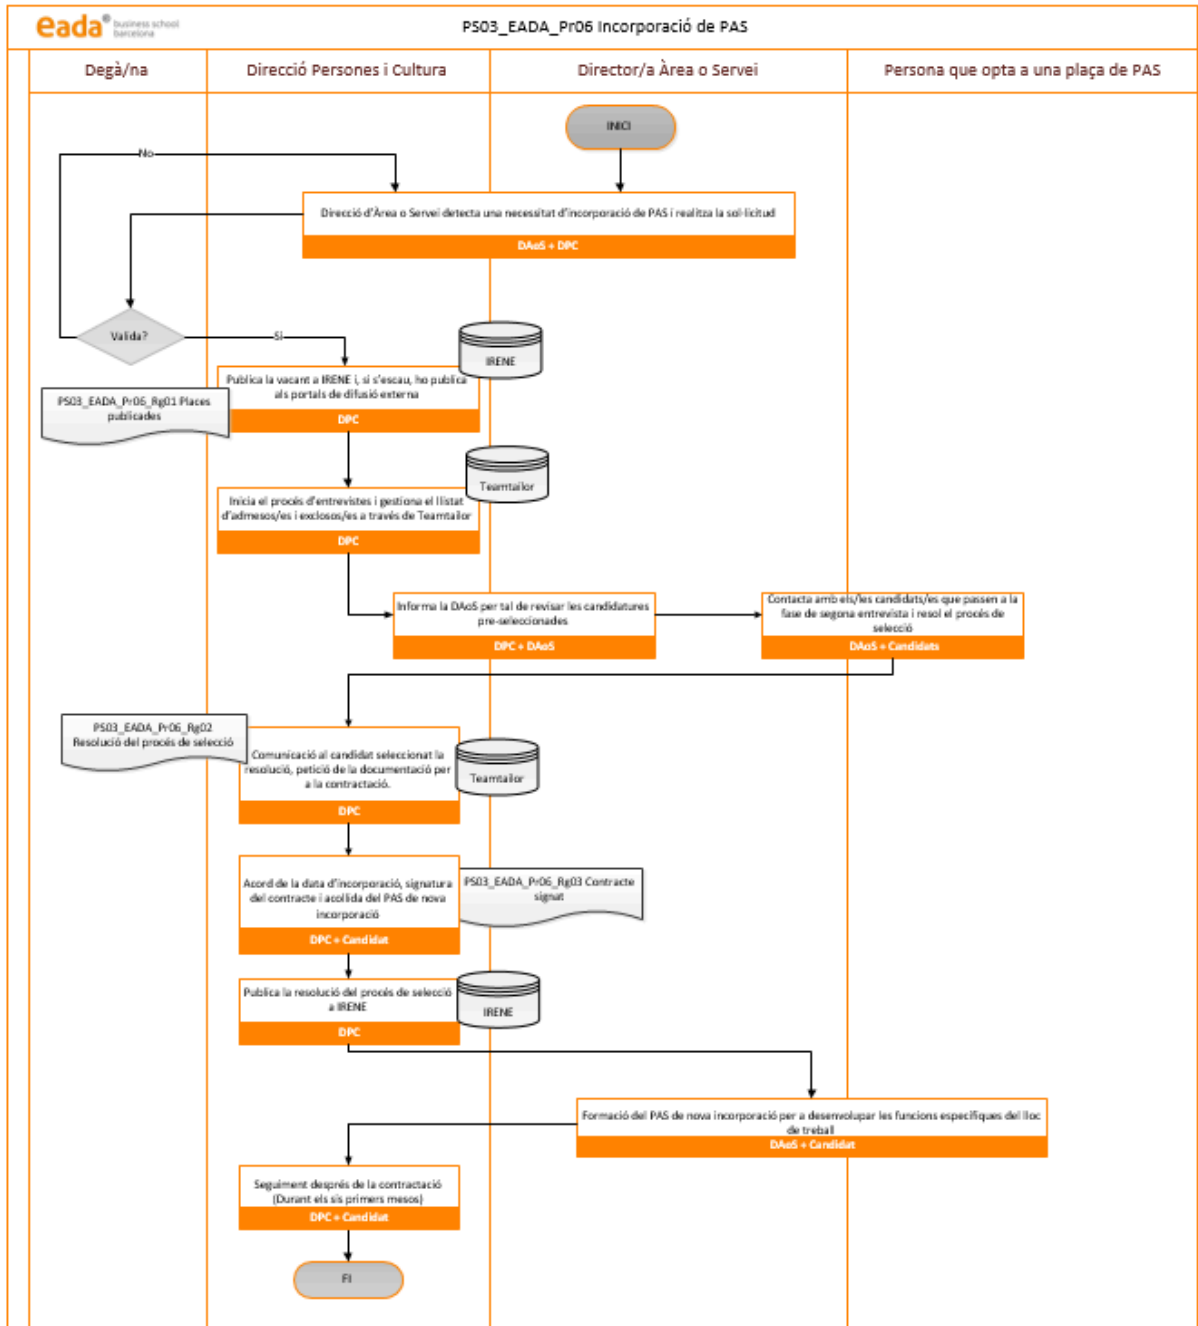 eada® business school
barcelona
PS03_EADA_Pr06 Incorporació de PAS
Degà/na
Direcció Persones i Cultura
Director/a Àrea o Servei
Persona que opta a una plaça de PAS
INICI
No
Direcció d'Àrea o Servei detecta una necessitat d'incorporació de PAS i realitza la sol·licitud
DAoS + DPC
Valida?
Si
IRENE
Publica la vacant a IRENE i, si s'escau, ho publica
als portals de difusió externa
DPC
PS03_EADA_Pr06_Rg01 Places
publicades
Teamtailor
Inicia el procés d'entrevistes i gestiona el llistat
d'admesos/es i exclosos/es a través de Teamtailor
DPC
Informa la DAoS per tal de revisar les candidatures
pre-seleccionades
DPC + DAoS
Contacta amb els/les candidats/es que passen a la
fase de segona entrevista i resol el procés de
selecció
DAoS + Candidats
PS03_EADA_Pr06_Rg02
Resolució del procés de selecció
Comunicació al candidat seleccionat la
resolució, petició de la documentació per
a la contractació.
DPC
Teamtailor
Acord de la data d'incorporació, signatura
del contracte i acollida del PAS de nova
incorporació
DPC + Candidat
PS03_EADA_Pr06_Rg03 Contracte
signat
Publica la resolució del procés de selecció
a IRENE
DPC
IRENE
Formació del PAS de nova incorporació per a desenvolupar les funcions específiques del lloc
de treball
DAoS + Candidat
Seguiment després de la contractació
(Durant els sis primers mesos)
DPC + Candidat
FI